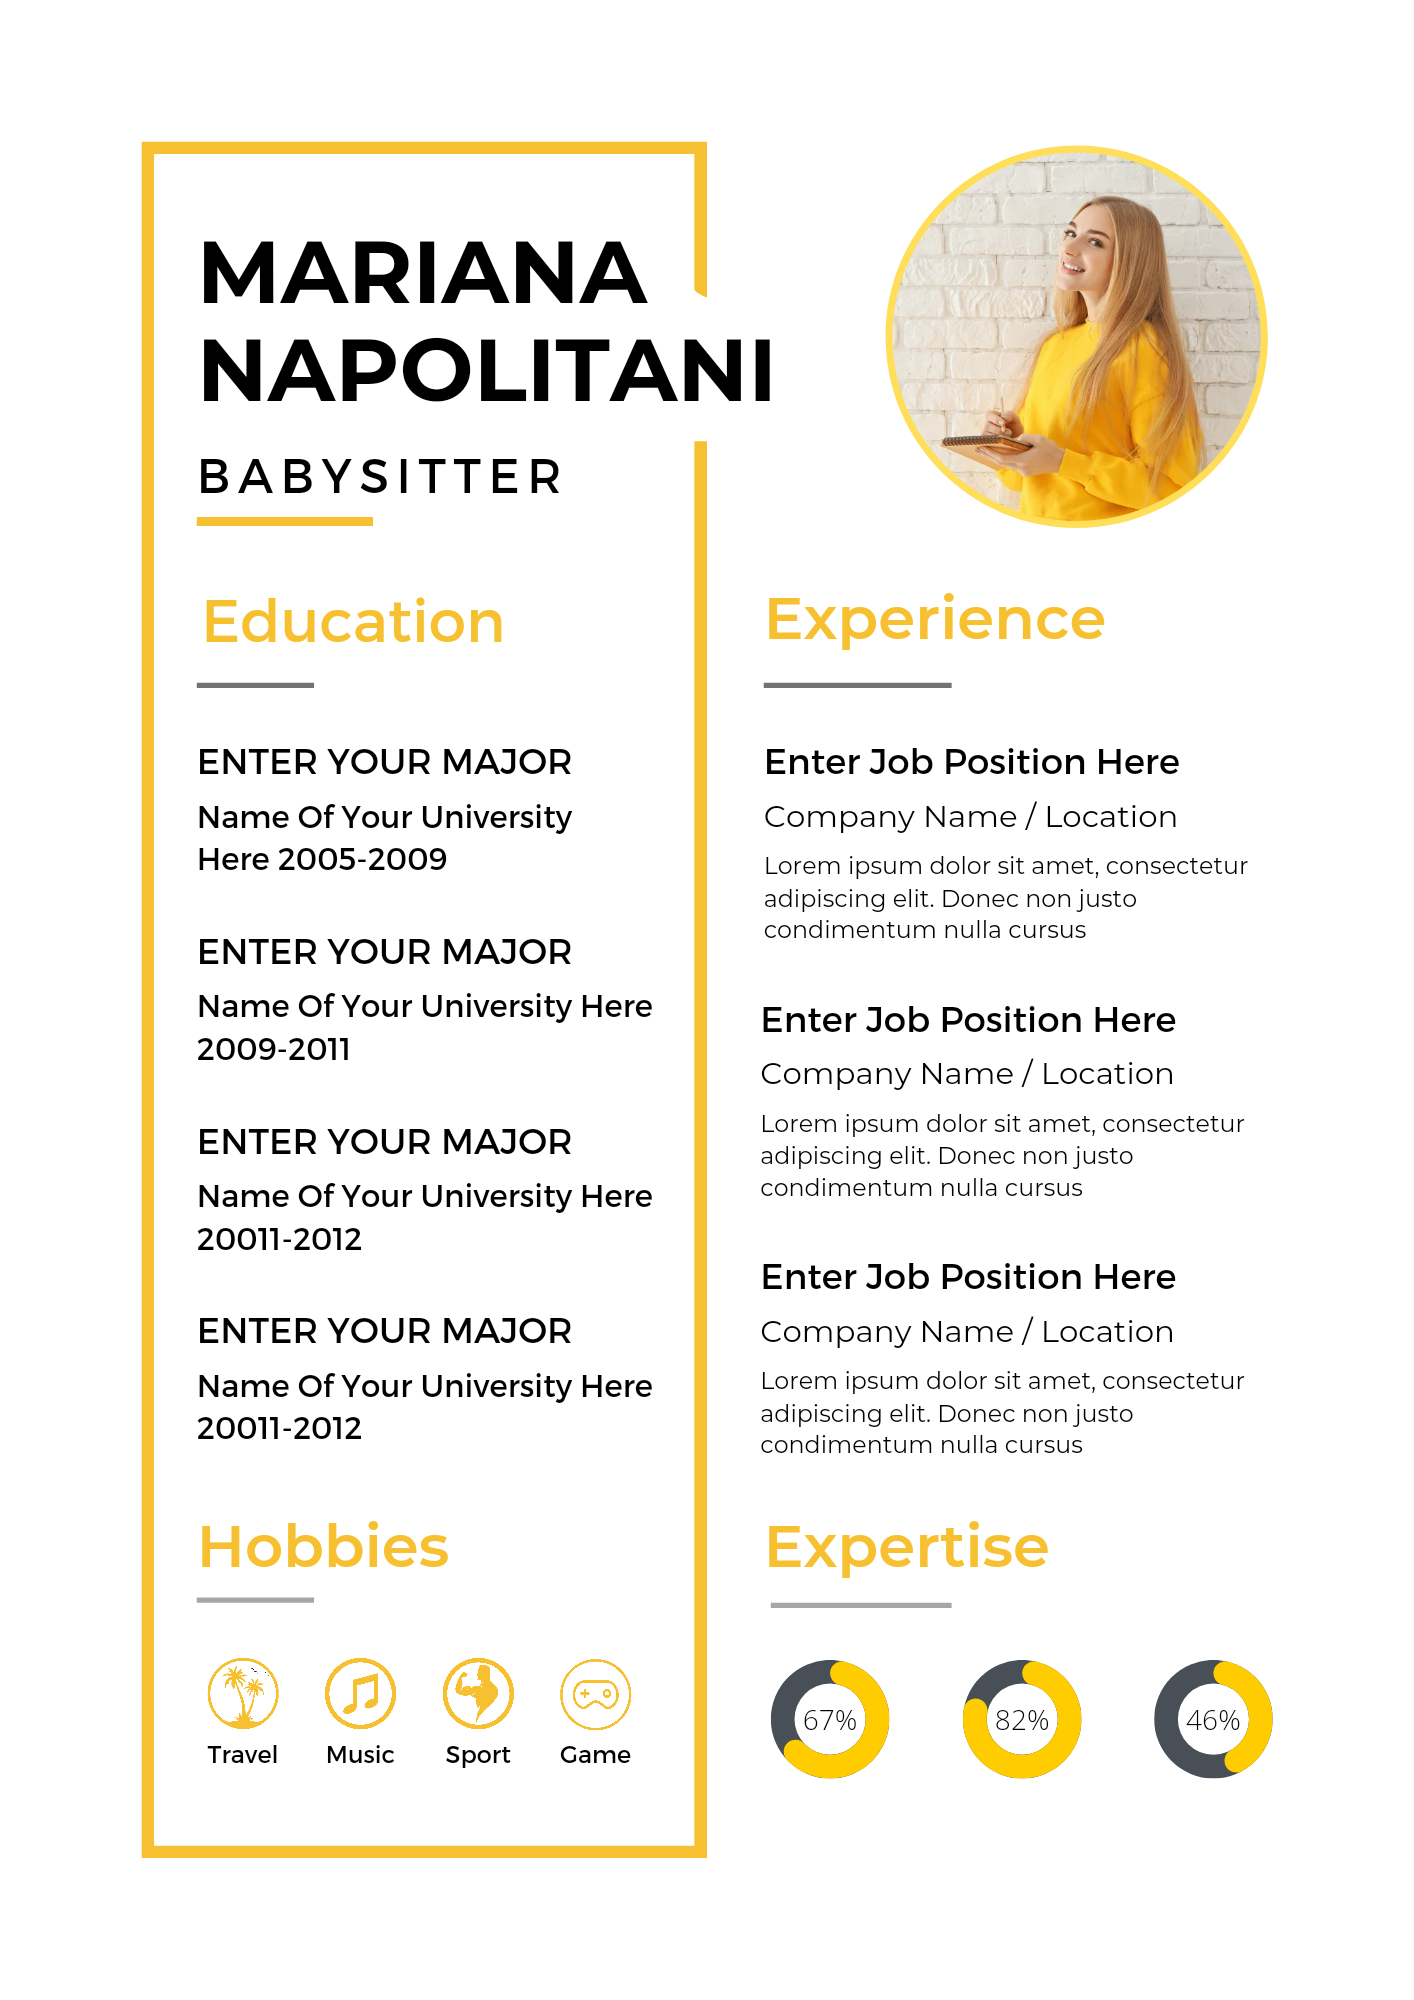 MARIANA
NAPOLITANI
BABYSITTER
Education
ENTER YOUR MAJOR
Name Of Your University
Here 2005-2009
ENTER YOUR MAJOR
Name Of Your University Here
2009-2011
ENTER YOUR MAJOR
Name Of Your University Here
20011-2012
ENTER YOUR MAJOR
Name Of Your University Here
20011-2012
Hobbies
Travel Music Sport Game
Experience
Enter Job Position Here
Company Name / Location
Lorem ipsum dolor sit amet, consectetur
adipiscing elit. Donec non justo
condimentum nulla cursus
Enter Job Position Here
Company Name / Location
Lorem ipsum dolor sit amet, consectetur
adipiscing elit. Donec non justo
condimentum nulla cursus
Enter Job Position Here
Company Name / Location
Lorem ipsum dolor sit amet, consectetur
adipiscing elit. Donec non justo
condimentum nulla cursus
Expertise
67% 82% 46%